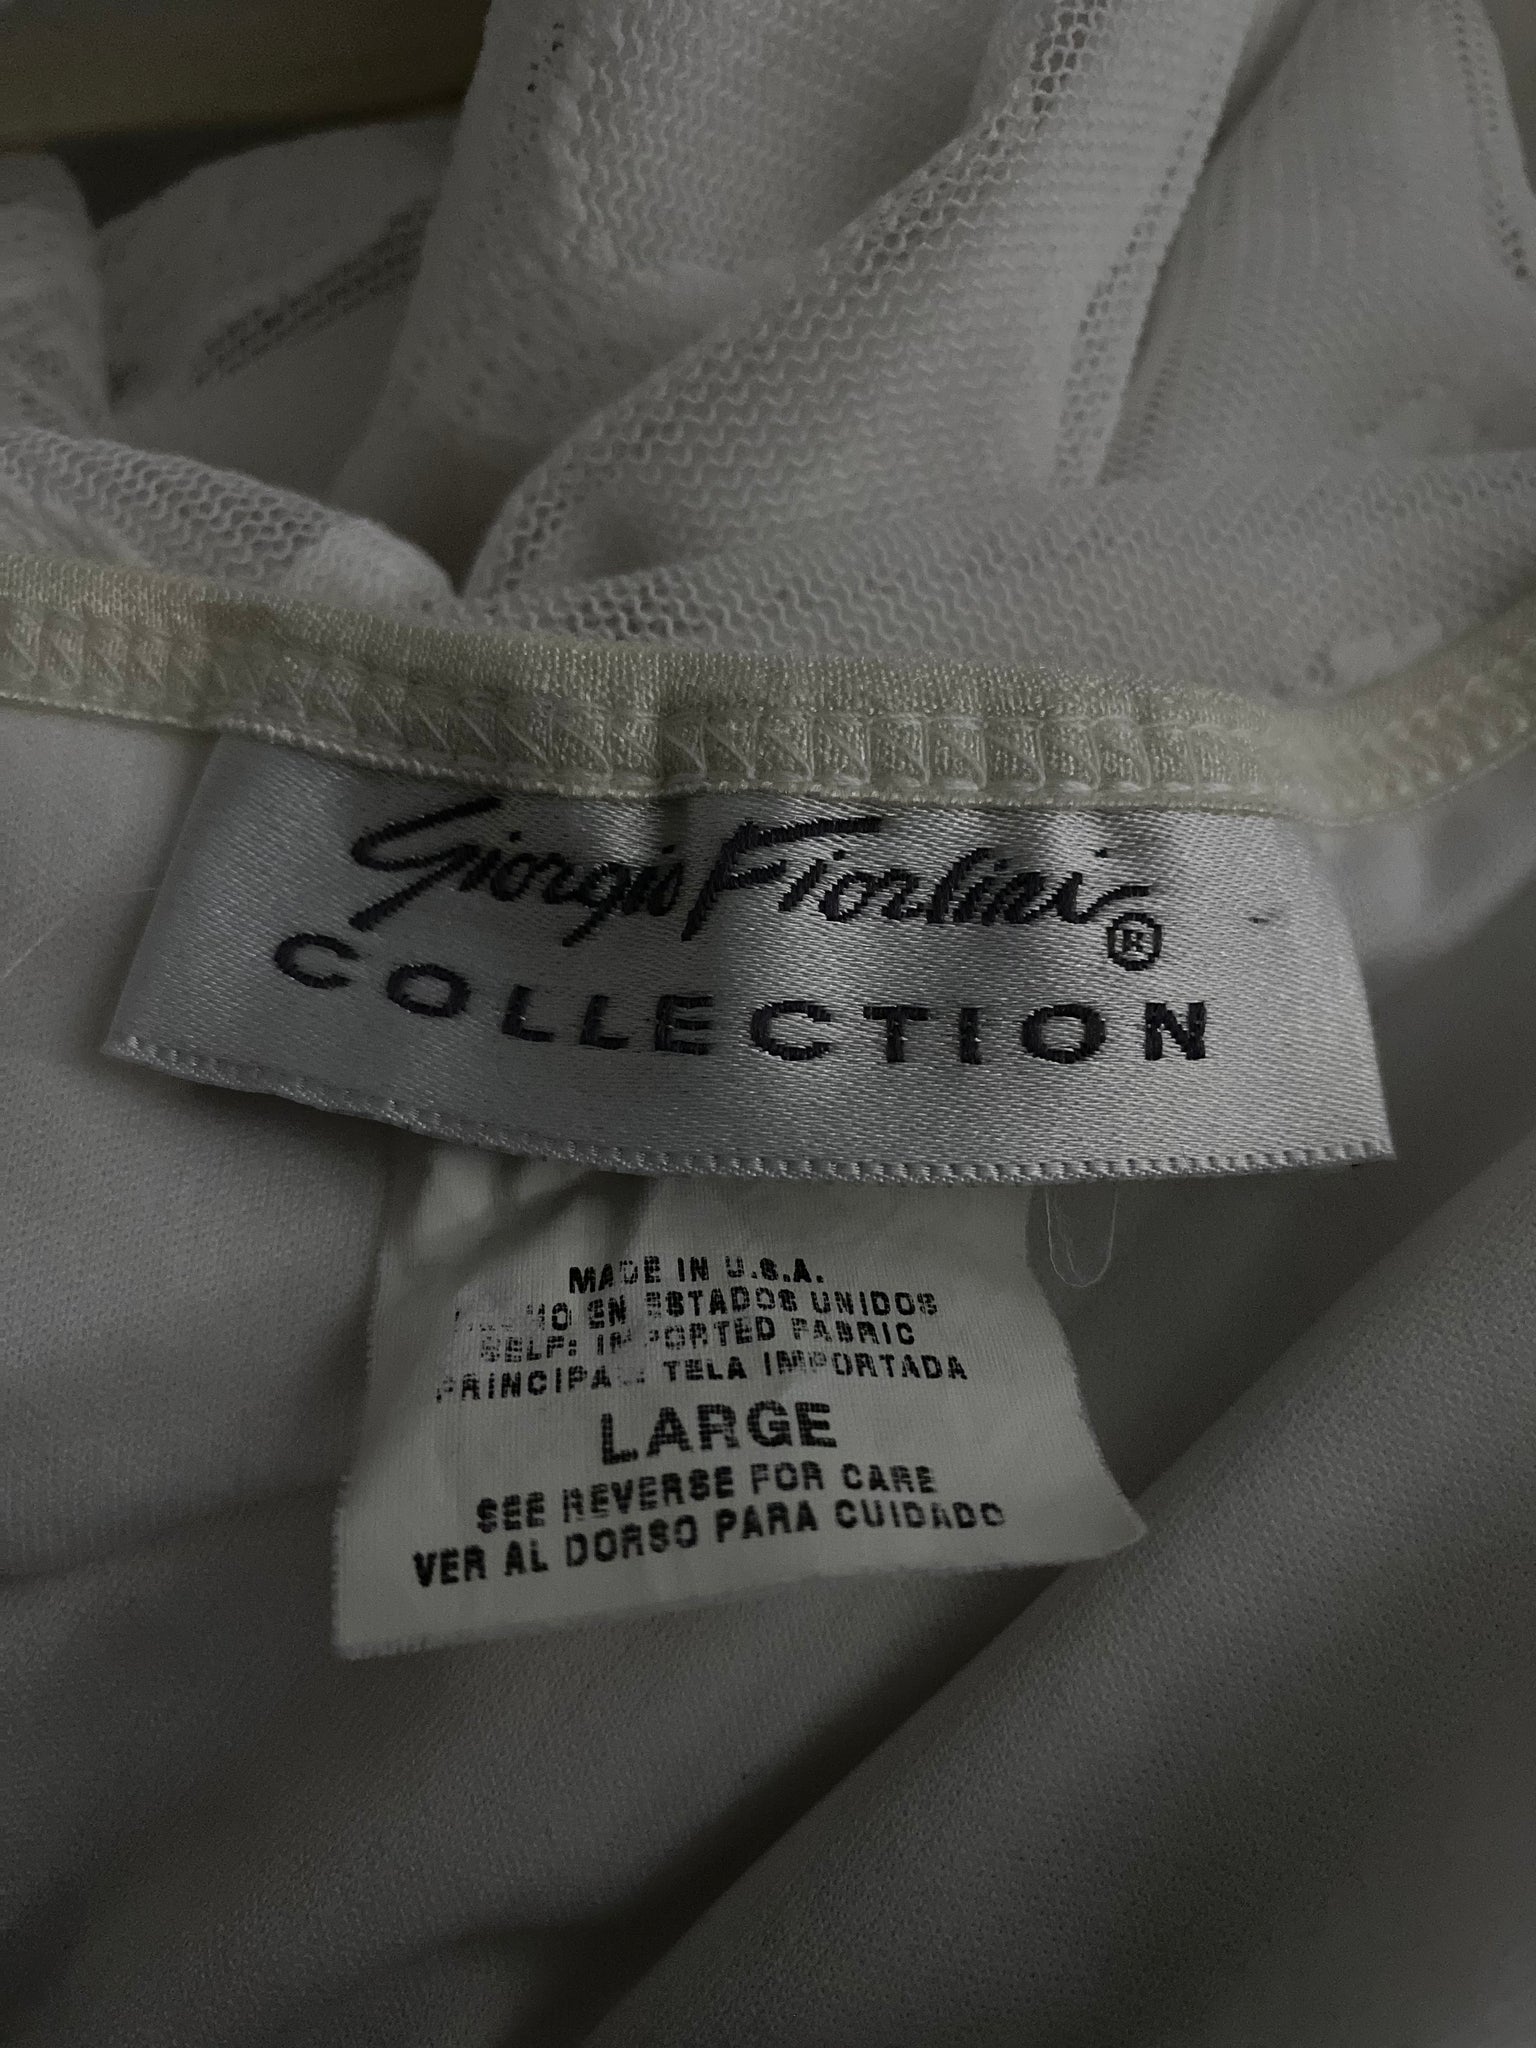 Giorgio Fiorlini®
COLLECTION
MADE IN U.S.A.
HECHO EN ESTADOS UNIDOS
SELF: IMPORTED FABRIC
PRINCIPAL: TELA IMPORTADA
LARGE
SEE REVERSE FOR CARE
VER AL DORSO PARA CUIDADO